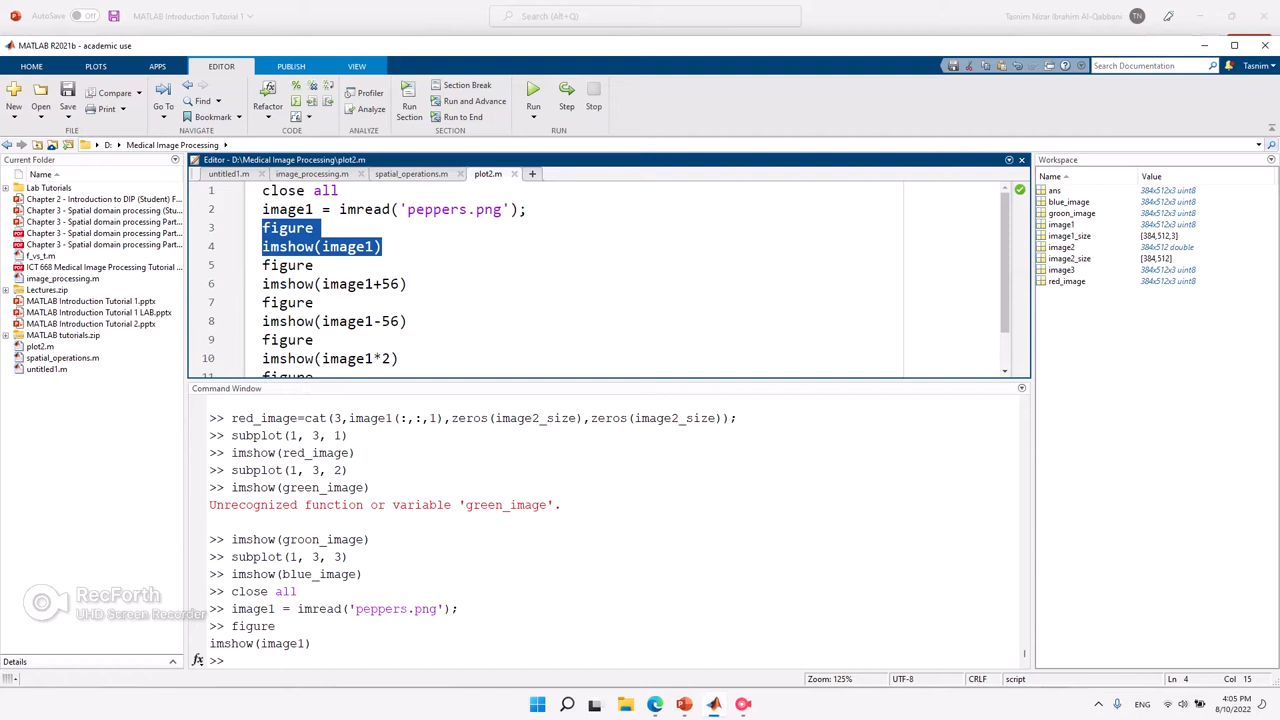 AutoSave Off MATLAB Introduction Tutorial 1 Search (Alt+Q) Tasnim Nizar Ibrahim Al-Qabbani TN
MATLAB R2021b - academic use
HOME PLOTS APPS EDITOR PUBLISH VIEW Search Documentation Tasnim
New Open Save Compare Print Go To Find Bookmark Refactor Profiler Analyze Run Section Section Break Run and Advance Run to End Run Step Stop
FILE NAVIGATE CODE ANALYZE SECTION RUN
D: Medical Image Processing
Current Folder
Name
Lab Tutorials
Chapter 2 - Introduction to DIP (Student) F...
Chapter 3 - Spatial domain processing (Stu...
Chapter 3 - Spatial domain processing Part...
Chapter 3 - Spatial domain processing Part...
Chapter 3 - Spatial domain processing Part...
f_vs_t.m
ICT 668 Medical Image Processing Tutorial ...
image_processing.m
Lectures.zip
MATLAB Introduction Tutorial 1.pptx
MATLAB Introduction Tutorial 1 LAB.pptx
MATLAB Introduction Tutorial 2.pptx
MATLAB tutorials.zip
plot2.m
spatial_operations.m
untitled1.m
Details
Editor - D:\Medical Image Processing\plot2.m
untitled1.m image_processing.m spatial_operations.m plot2.m
1 close all
2 image1 = imread('peppers.png');
3 figure
4 imshow(image1)
5 figure
6 imshow(image1+56)
7 figure
8 imshow(image1-56)
9 figure
10 imshow(image1*2)
11 figure
Command Window
>> red_image=cat(3,image1(:,:,1),zeros(image2_size),zeros(image2_size));
>> subplot(1, 3, 1)
>> imshow(red_image)
>> subplot(1, 3, 2)
>> imshow(green_image)
Unrecognized function or variable 'green_image'.
>> imshow(groon_image)
>> subplot(1, 3, 3)
>> imshow(blue_image)
>> close all
>> image1 = imread('peppers.png');
>> figure
imshow(image1)
fx >>
Workspace
Name Value
ans 384x512x3 uint8
blue_image 384x512x3 uint8
groon_image 384x512x3 uint8
image1 384x512x3 uint8
image1_size [384,512,3]
image2 384x512 double
image2_size [384,512]
image3 384x512x3 uint8
red_image 384x512x3 uint8
RecForth
UHD Screen Recorder
Zoom: 125% UTF-8 CRLF script Ln 4 Col 15
4:05 PM
8/10/2022